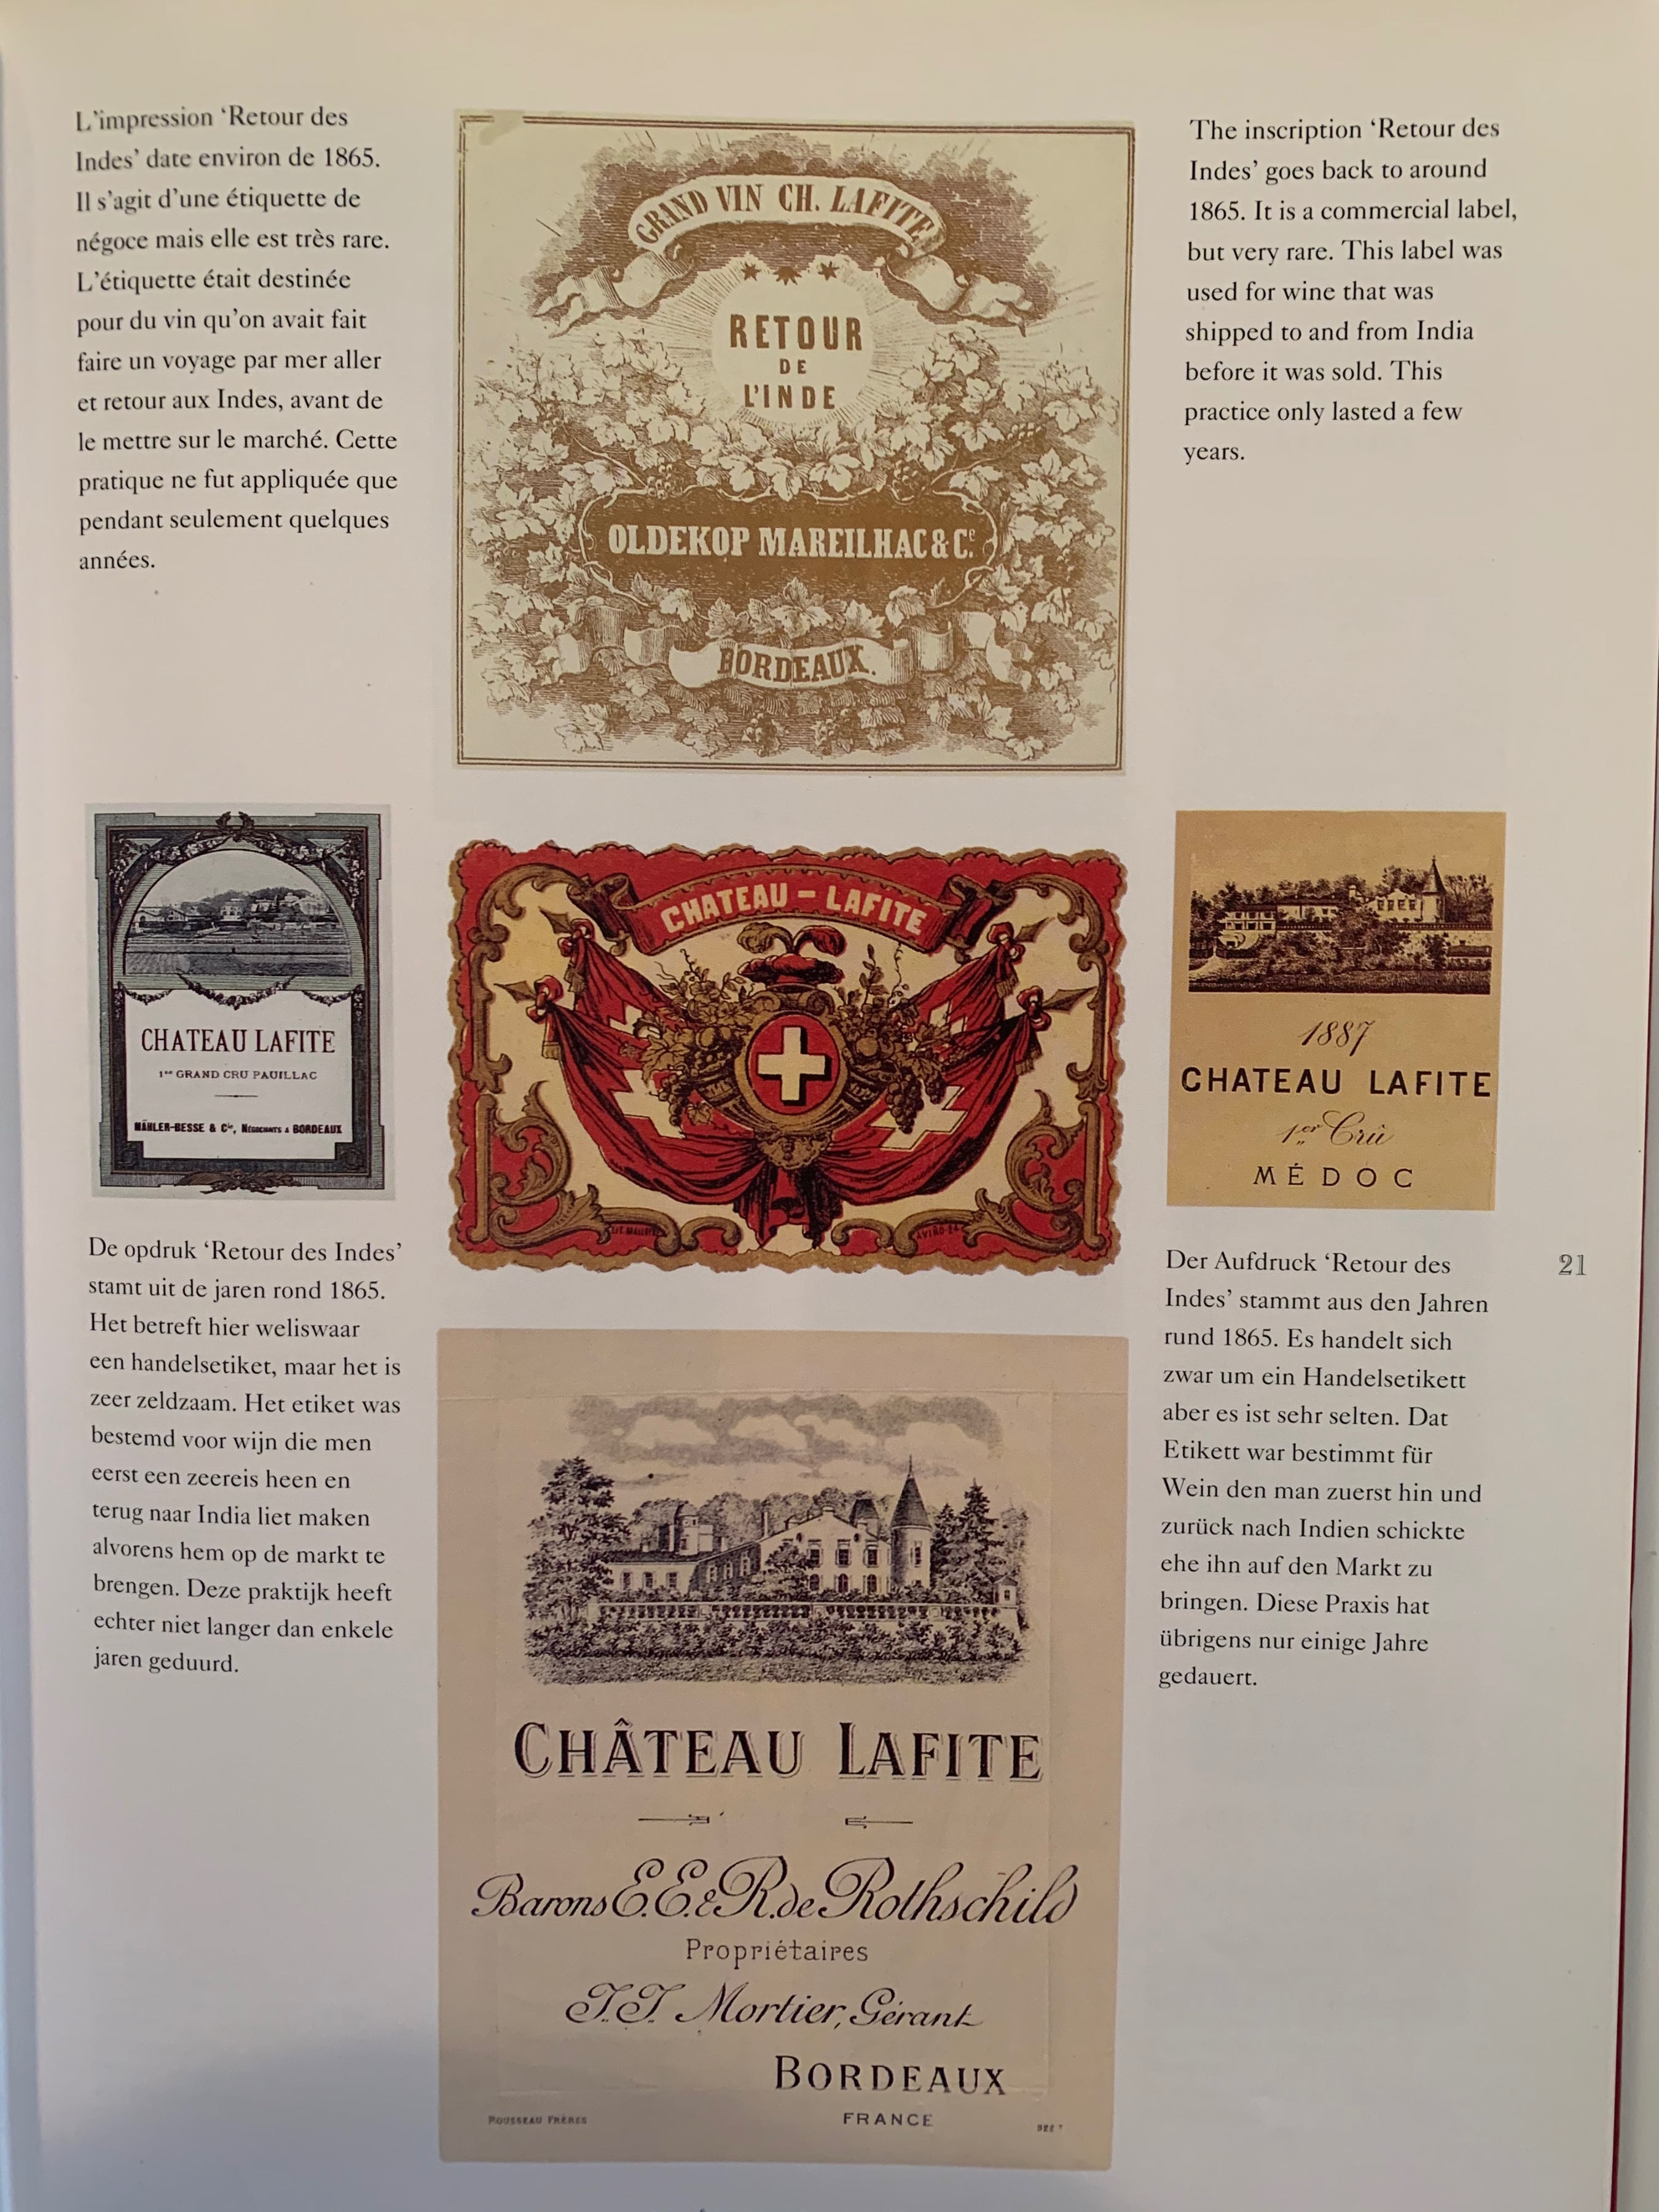 L'impression ‘Retour des
Indes’ date environ de 1865.
Il s'agit d'une étiquette de
négoce mais elle est très rare.
L'étiquette était destinée
pour du vin qu'on avait fait
faire un voyage par mer aller
et retour aux Indes, avant de
le mettre sur le marché. Cette
pratique ne fut appliquée que
pendant seulement quelques
années.
GRAND VIN CH. LAFITE
RETOUR
DE
L'INDE
OLDEKOP MAREILHAC & Cе.
BORDEAUX.
The inscription ‘Retour des
Indes’ goes back to around
1865. It is a commercial label,
but very rare. This label was
used for wine that was
shipped to and from India
before it was sold. This
practice only lasted a few
years.
CHATEAU LAFITE
1er GRAND CRU PAUILLAC
MÄHLER-BESSE & Cie, NÉGOCIANTS A BORDEAUX
CHATEAU - LAFITE
1887
CHATEAU LAFITE
1er Crû
MÉDOC
De opdruk ‘Retour des Indes’
stamt uit de jaren rond 1865.
Het betreft hier weliswaar
een handelsetiket, maar het is
zeer zeldzaam. Het etiket was
bestemd voor wijn die men
eerst een zeereis heen en
terug naar India liet maken
alvorens hem op de markt te
brengen. Deze praktijk heeft
echter niet langer dan enkele
jaren geduurd.
Der Aufdruck ‘Retour des
Indes’ stammt aus den Jahren
rund 1865. Es handelt sich
zwar um ein Handelsetikett
aber es ist sehr selten. Dat
Etikett war bestimmt für
Wein den man zuerst hin und
zurück nach Indien schickte
ehe ihn auf den Markt zu
bringen. Diese Praxis hat
übrigens nur einige Jahre
gedauert.
21
CHÂTEAU LAFITE
Barons E. E. & R. de Rothschild
Propriétaires
J. J. Mortier, Gérant
BORDEAUX
FRANCE
ROUSSEAU FRÈRES